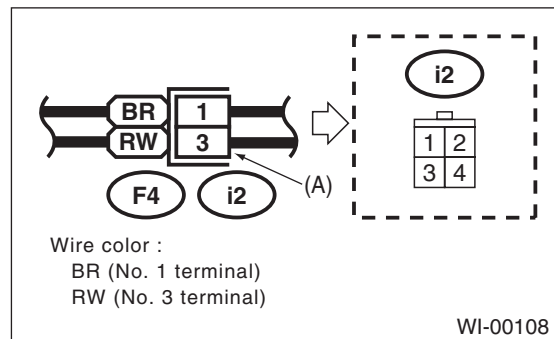 i2
BR 1
RW 3
1 2
3 4
F4 i2 (A)
Wire color :
BR (No. 1 terminal)
RW (No. 3 terminal)
WI-00108